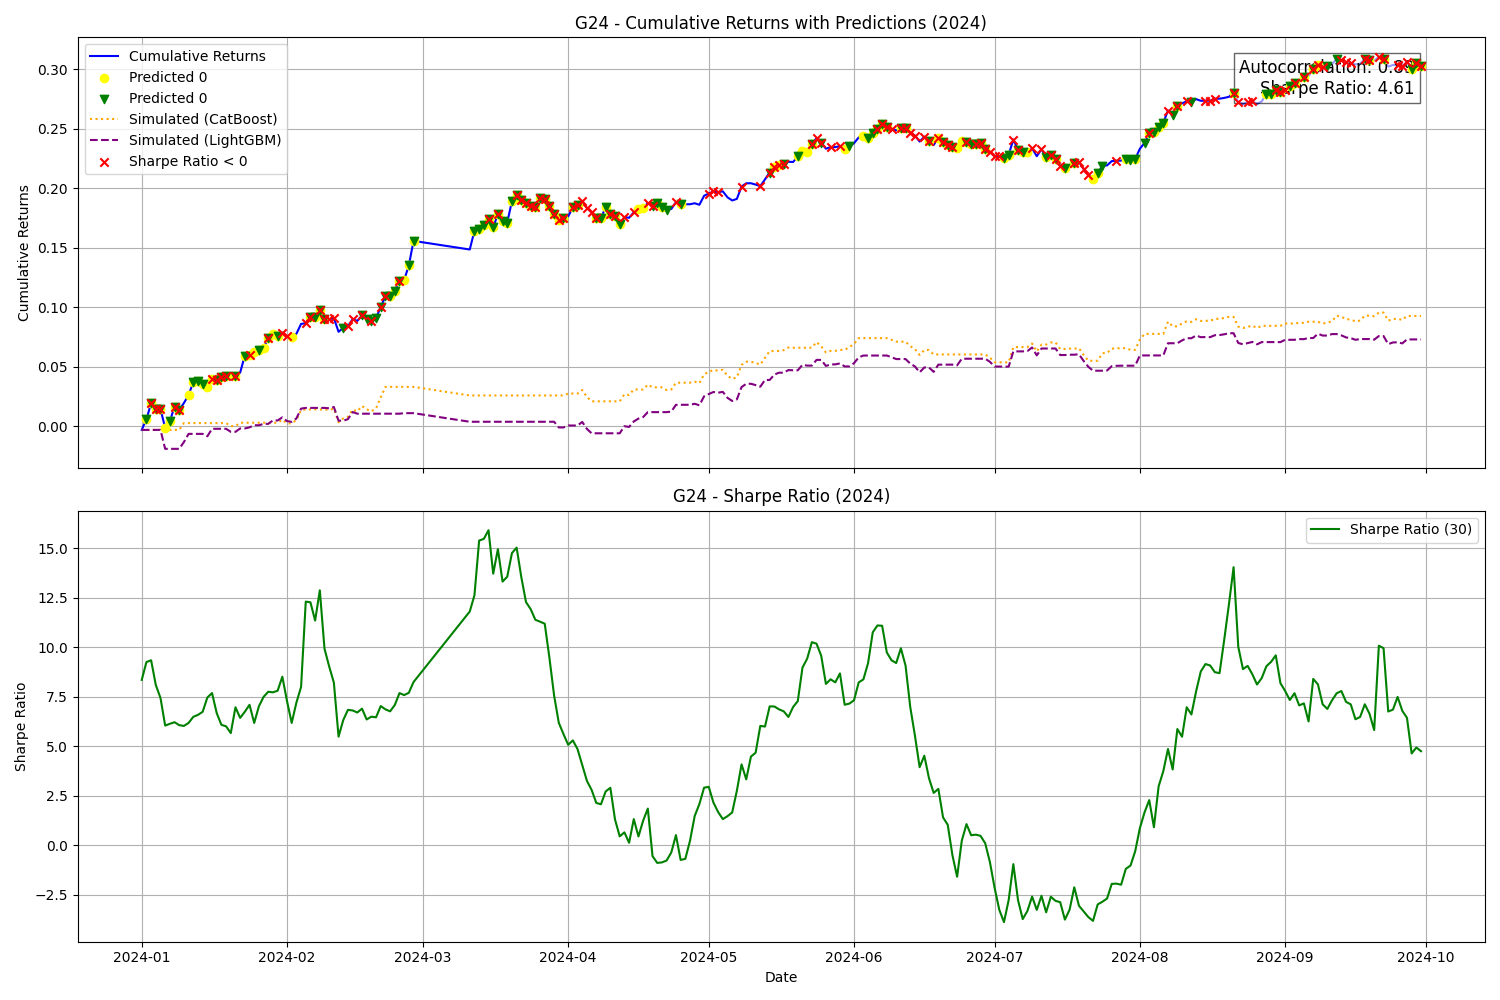 G24 - Cumulative Returns with Predictions (2024)
Cumulative Returns
Predicted 0
Predicted 0
Simulated (CatBoost)
Simulated (LightGBM)
Sharpe Ratio < 0
Sharpe Ratio: 4.61
0.30
0.25
0.20
0.15
0.10
0.05
0.00
Cumulative Returns
G24 - Sharpe Ratio (2024)
Sharpe Ratio (30)
15.0
12.5
10.0
7.5
5.0
2.5
0.0
−2.5
Sharpe Ratio
2024-01 2024-02 2024-03 2024-04 2024-05 2024-06 2024-07 2024-08 2024-09 2024-10
Date